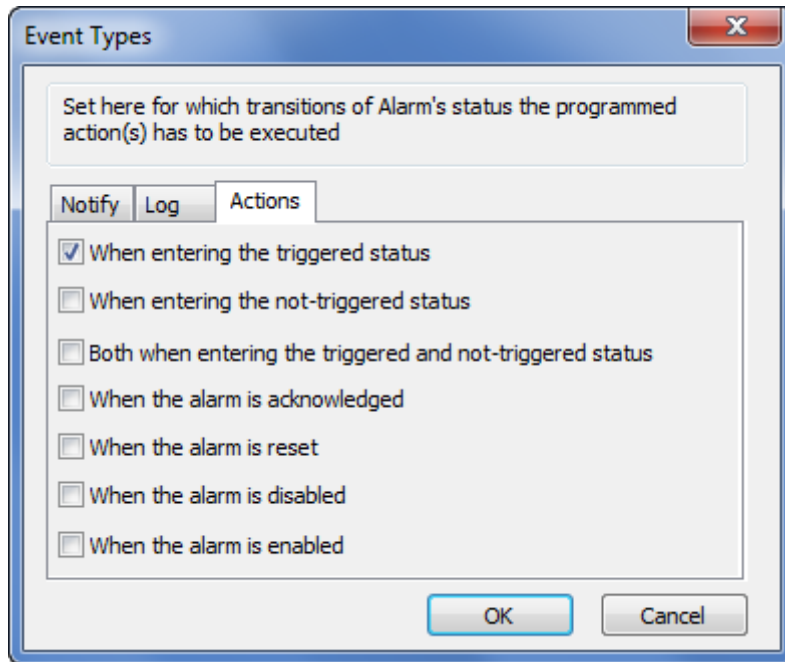 Event Types
Set here for which transitions of Alarm's status the programmed
action(s) has to be executed
Notify Log Actions
When entering the triggered status
When entering the not-triggered status
Both when entering the triggered and not-triggered status
When the alarm is acknowledged
When the alarm is reset
When the alarm is disabled
When the alarm is enabled
OK Cancel